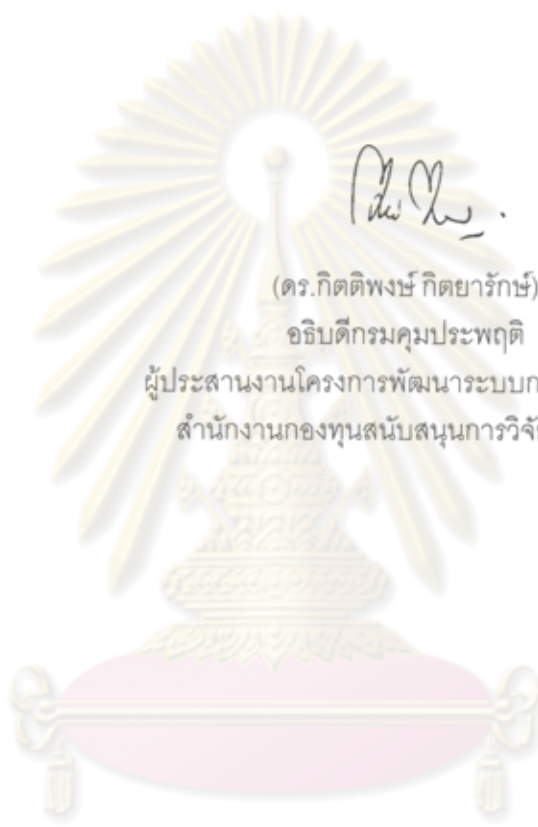 (ดร.กิตติพงษ์ กิตยารักษ์)
อธิบดีกรมคุมประพฤติ
ผู้ประสานงานโครงการพัฒนาระบบก
สำนักงานกองทุนสนับสนุนการวิจั